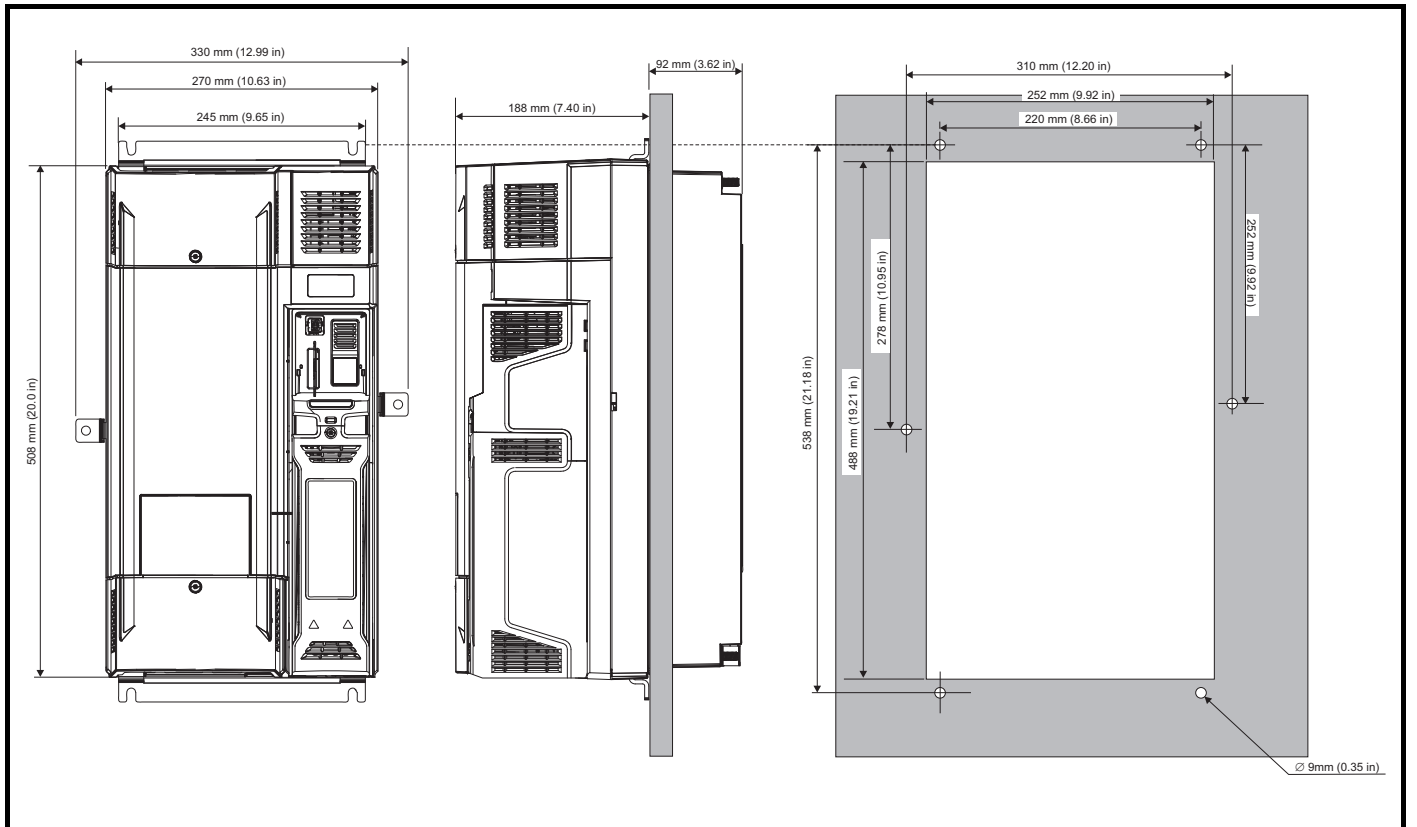 330 mm (12.99 in)
270 mm (10.63 in)
245 mm (9.65 in)
508 mm (20.0 in)
92 mm (3.62 in)
188 mm (7.40 in)
310 mm (12.20 in)
252 mm (9.92 in)
220 mm (8.66 in)
252 mm (9.92 in)
278 mm (10.95 in)
538 mm (21.18 in)
488 mm (19.21 in)
∅ 9mm (0.35 in)